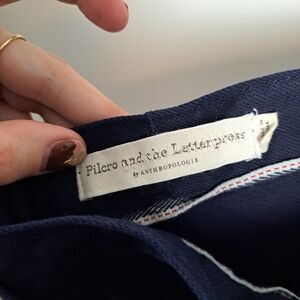 Pilcro and the Letterpress
by ANTHROPOLOGIE